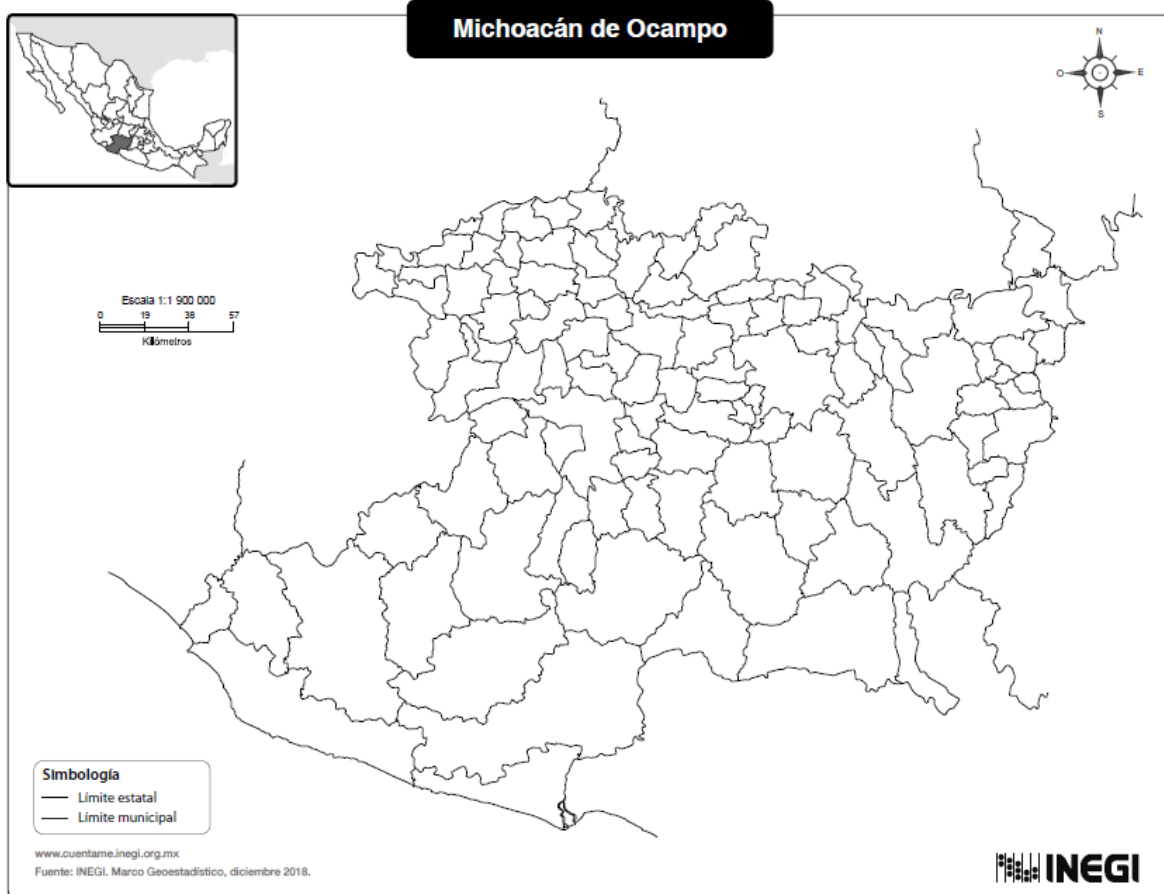 Michoacán de Ocampo
N
O
E
S
Escala 1:1 900 000
0 19 38 57
Kilómetros
Simbología
Límite estatal
Límite municipal
www.cuentame.inegi.org.mx
Fuente: INEGI. Marco Geoestadístico, diciembre 2018.
INEGI